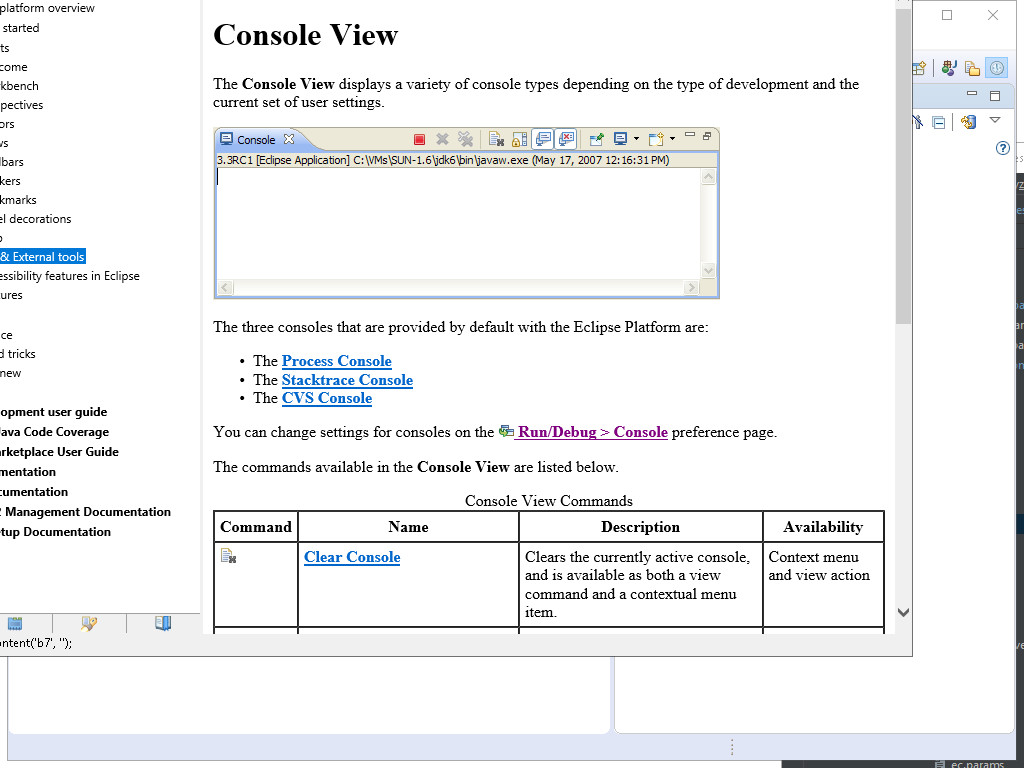 platform overview
started
ts
come
kbench
pectives
ors
ws
lbars
kers
kmarks
el decorations
p
& External tools
essibility features in Eclipse
ures
ce
d tricks
new
opment user guide
Java Code Coverage
arketplace User Guide
mentation
cumentation
2 Management Documentation
etup Documentation
ontent('b7', '');
Console View
The Console View displays a variety of console types depending on the type of development and the
current set of user settings.
Console
3.3RC1 [Eclipse Application] C:\VMs\SUN-1.6\jdk6\bin\javaw.exe (May 17, 2007 12:16:31 PM)
The three consoles that are provided by default with the Eclipse Platform are:
• The Process Console
• The Stacktrace Console
• The CVS Console
You can change settings for consoles on the Run/Debug > Console preference page.
The commands available in the Console View are listed below.
Console View Commands
Command Name Description Availability
Clear Console Clears the currently active console, Context menu
and is available as both a view and view action
command and a contextual menu
item.
ec.params